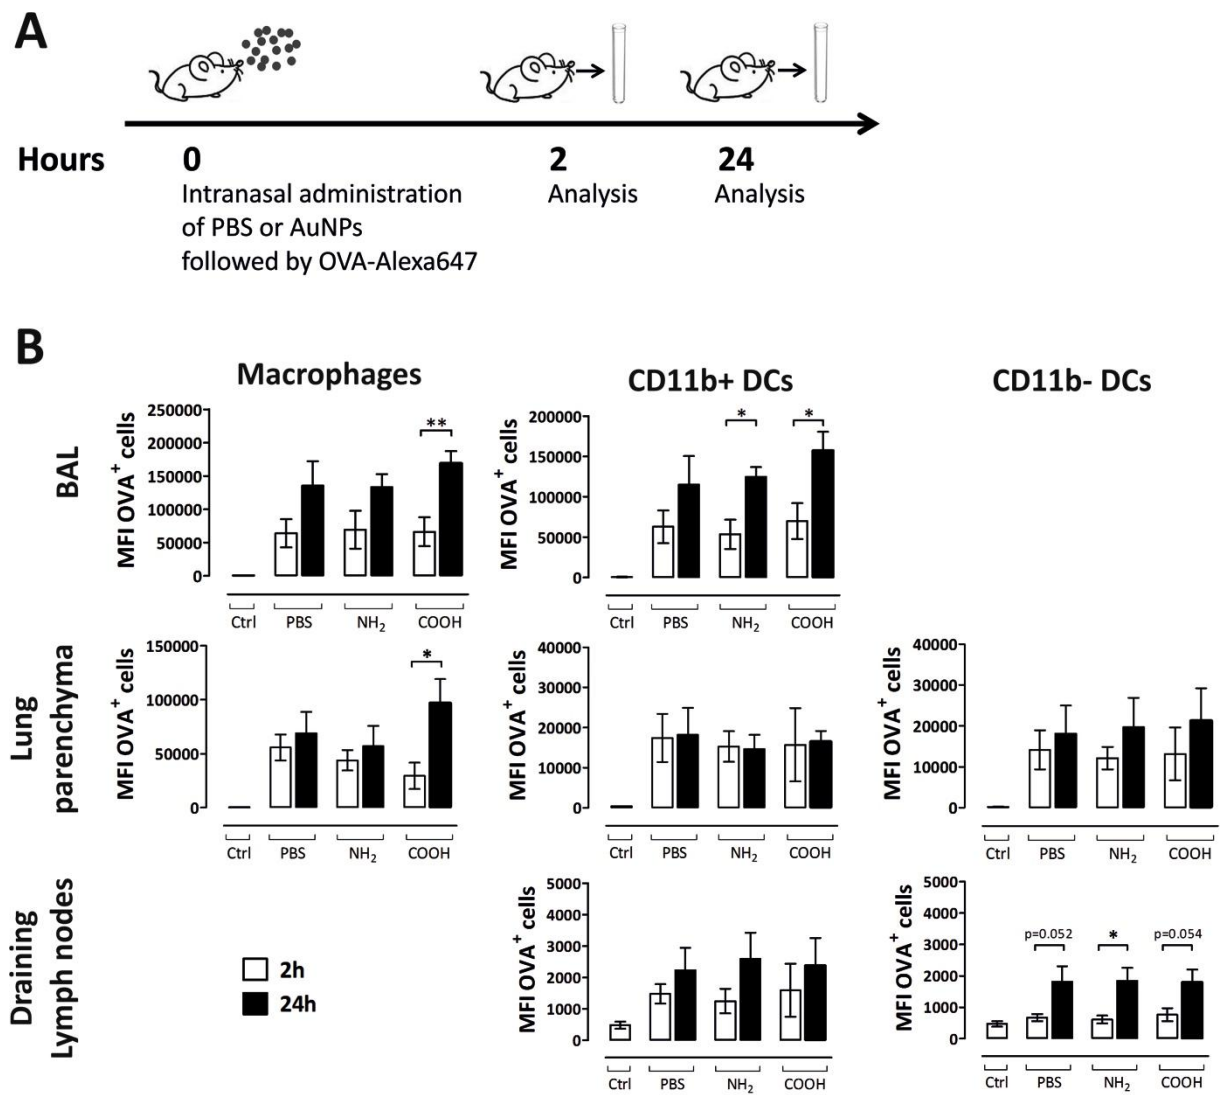 A
Hours 0 2 24
Intranasal administration Analysis Analysis
of PBS or AuNPs
followed by OVA-Alexa647
B
Macrophages CD11b+ DCs CD11b- DCs
BAL
MFI OVA+ cells
250000
200000
150000
100000
50000
0
**
Ctrl PBS NH2 COOH
MFI OVA+ cells
200000
150000
100000
50000
0
* *
Ctrl PBS NH2 COOH
Lung
parenchyma
MFI OVA+ cells
150000
100000
50000
0
*
Ctrl PBS NH2 COOH
MFI OVA+ cells
40000
30000
20000
10000
0
Ctrl PBS NH2 COOH
MFI OVA+ cells
40000
30000
20000
10000
0
Ctrl PBS NH2 COOH
Draining
Lymph nodes
2h
24h
MFI OVA+ cells
5000
4000
3000
2000
1000
0
Ctrl PBS NH2 COOH
MFI OVA+ cells
5000
4000
3000
2000
1000
0
p=0.052 * p=0.054
Ctrl PBS NH2 COOH